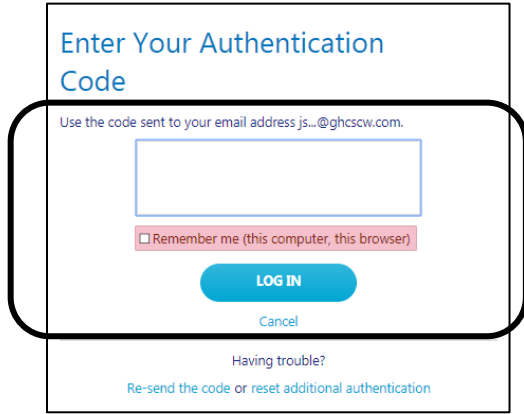 Enter Your Authentication
Code
Use the code sent to your email address js...@ghcscw.com.
Remember me (this computer, this browser)
LOG IN
Cancel
Having trouble?
Re-send the code or reset additional authentication